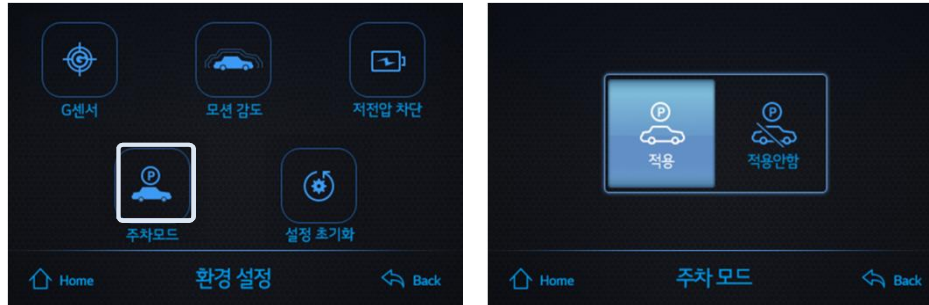 G센서
모션 감도
저전압 차단
P
주차모드
설정 초기화
Home
환경 설정
Back
P
적용
P
적용안함
Home
주차 모드
Back